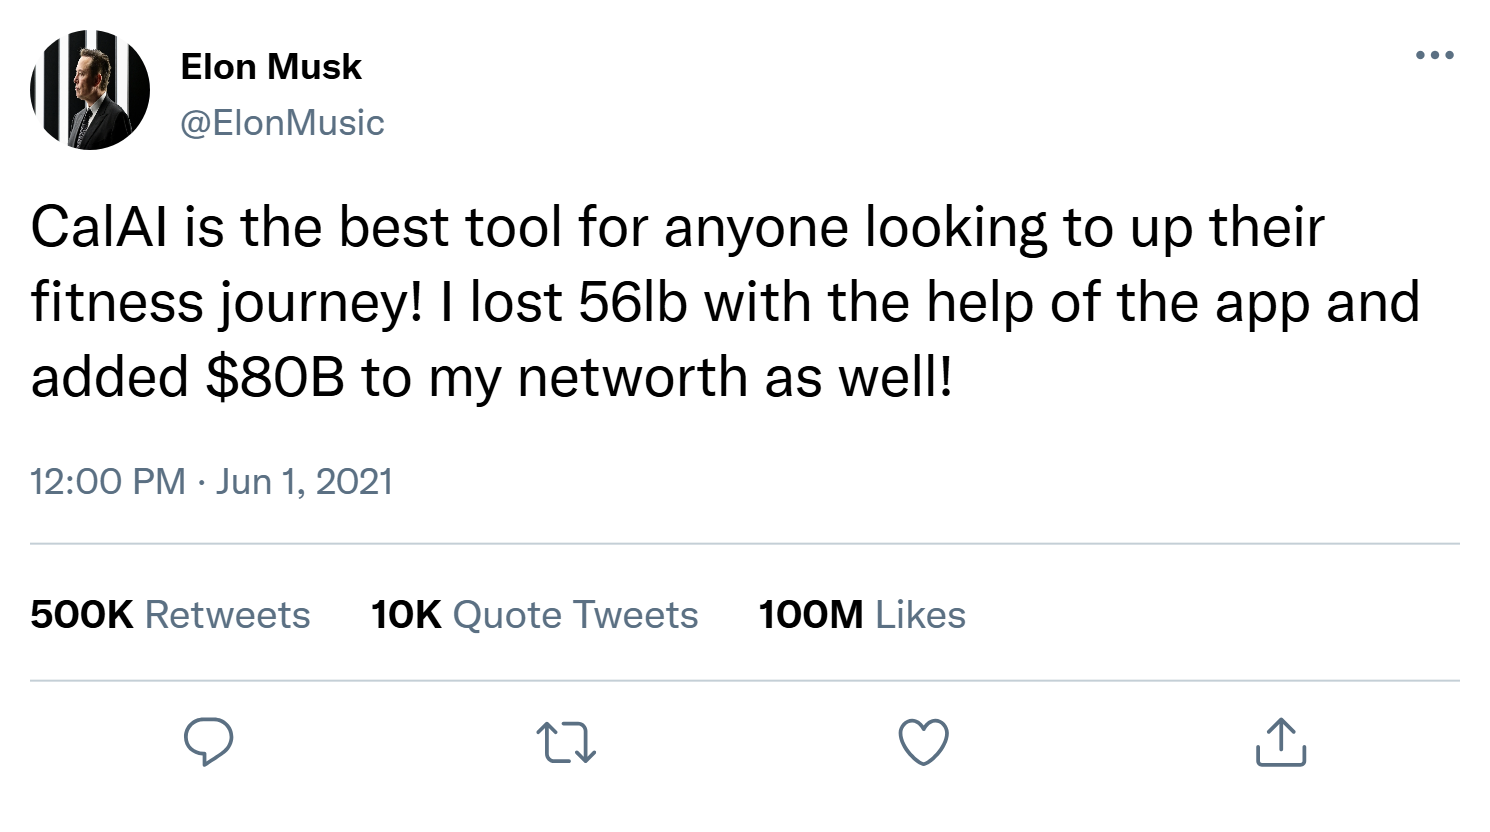 Elon Musk
@ElonMusic
CalAI is the best tool for anyone looking to up their
fitness journey! I lost 56lb with the help of the app and
added $80B to my networth as well!
12:00 PM · Jun 1, 2021
500K Retweets 10K Quote Tweets 100M Likes